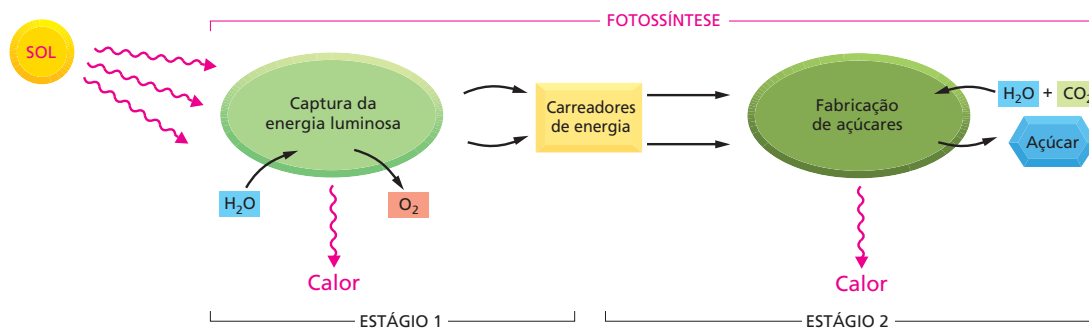 FOTOSSÍNTESE
SOL
Captura da
energia luminosa
H₂O
O₂
Calor
Carreadores
de energia
Fabricação
de açúcares
H₂O + CO₂
Açúcar
Calor
ESTÁGIO 1
ESTÁGIO 2